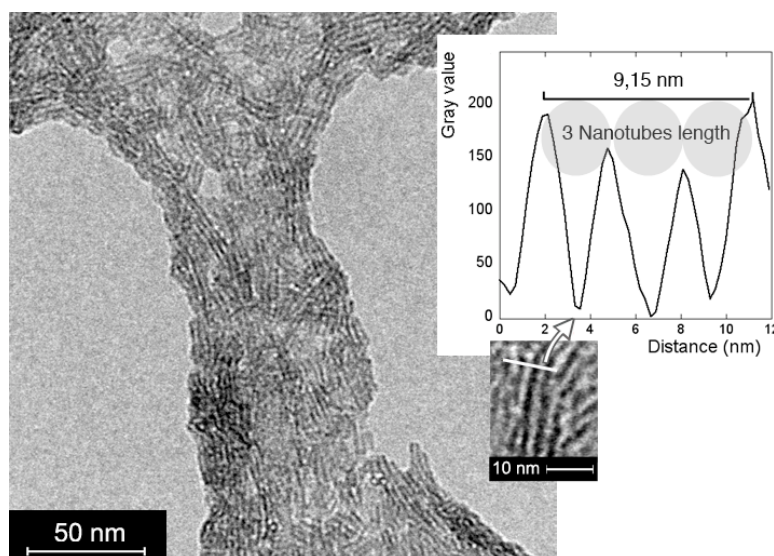 50 nm
Gray value
200
150
100
50
0
9,15 nm
3 Nanotubes length
0 2 4 6 8 10 12
Distance (nm)
10 nm